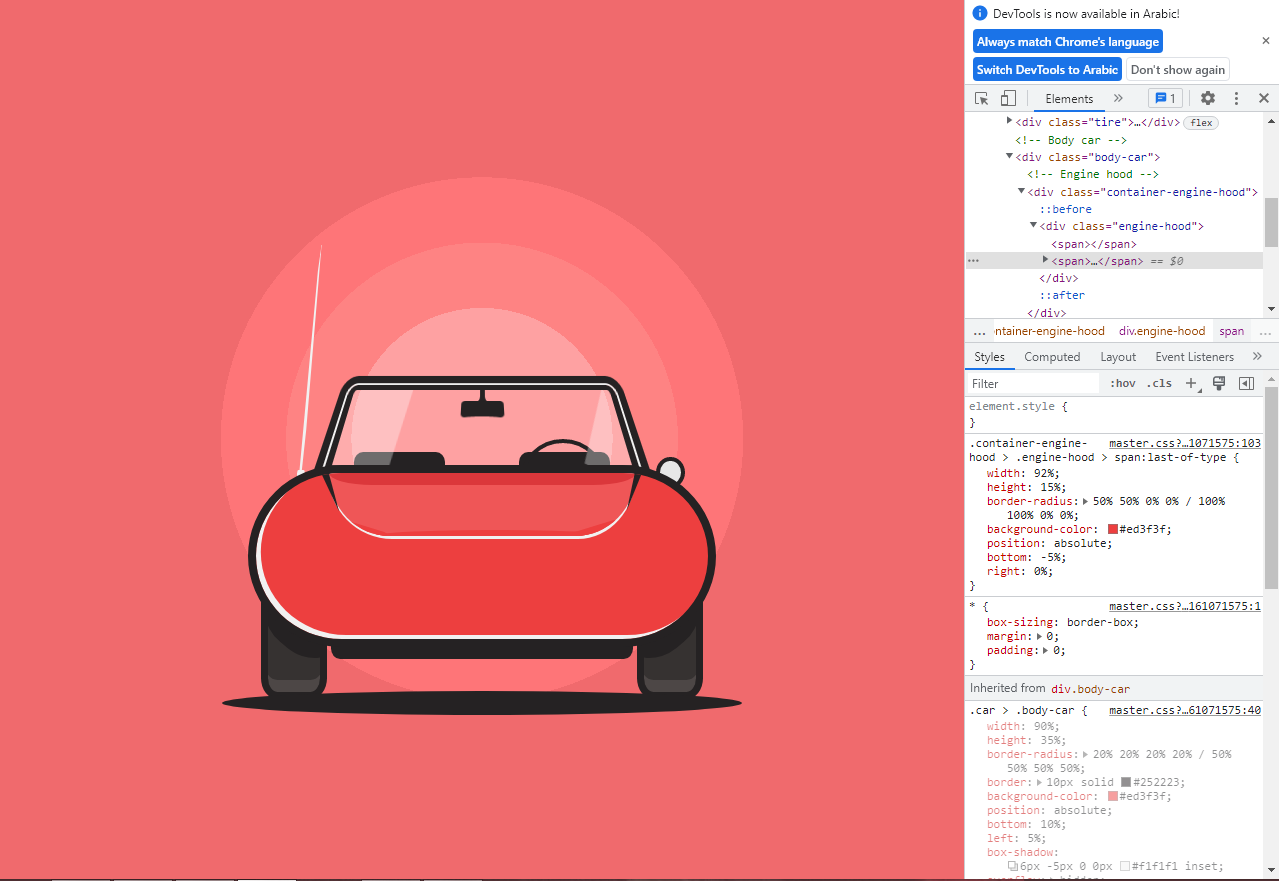 DevTools is now available in Arabic!
Always match Chrome's language
Switch DevTools to Arabic Don't show again
Elements 1
<div class="tire">…</div> flex
<!-- Body car -->
<div class="body-car">
<!-- Engine hood -->
<div class="container-engine-hood">
::before
<div class="engine-hood">
<span></span>
<span>…</span> == $0
</div>
::after
</div>
… ntainer-engine-hood div.engine-hood span …
Styles Computed Layout Event Listeners
Filter :hov .cls
element.style {
}
.container-engine- master.css?…1071575:103
hood > .engine-hood > span:last-of-type {
width: 92%;
height: 15%;
border-radius: 50% 50% 0% 0% / 100%
100% 0% 0%;
background-color: #ed3f3f;
position: absolute;
bottom: -5%;
right: 0%;
}
* { master.css?…161071575:1
box-sizing: border-box;
margin: 0;
padding: 0;
}
Inherited from div.body-car
.car > .body-car { master.css?…61071575:40
width: 90%;
height: 35%;
border-radius: 20% 20% 20% 20% / 50%
50% 50% 50%;
border: 10px solid #252223;
background-color: #ed3f3f;
position: absolute;
bottom: 10%;
left: 5%;
box-shadow:
6px -5px 0 0px #f1f1f1 inset;